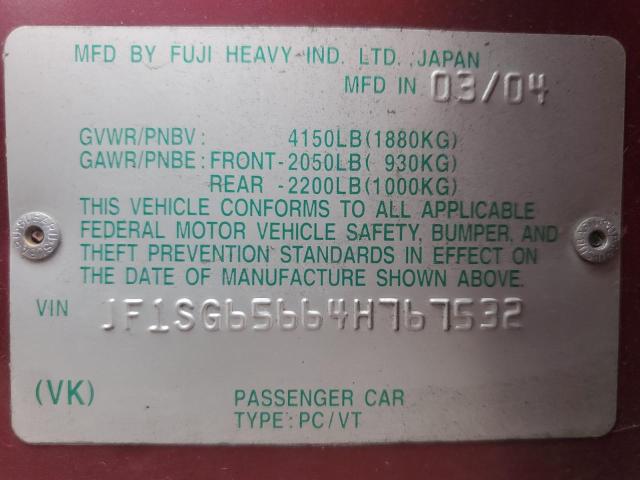 MFD BY FUJI HEAVY IND. LTD. JAPAN
MFD IN 03/04
GVWR/PNBV: 4150LB(1880KG)
GAWR/PNBE: FRONT-2050LB( 930KG)
REAR -2200LB(1000KG)
THIS VEHICLE CONFORMS TO ALL APPLICABLE
FEDERAL MOTOR VEHICLE SAFETY, BUMPER, AND
THEFT PREVENTION STANDARDS IN EFFECT ON
THE DATE OF MANUFACTURE SHOWN ABOVE.
VIN JF1SG65664H767532
(VK) PASSENGER CAR
TYPE: PC/VT